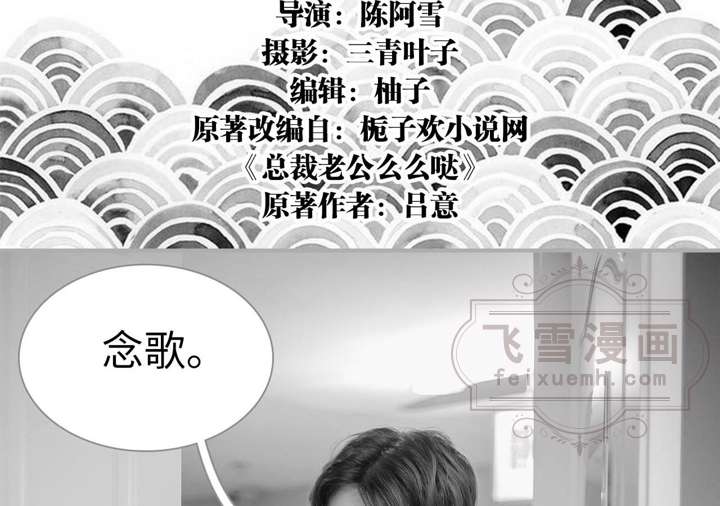 导演：陈阿雪
摄影：三青叶子
编辑：柚子
原著改编自：栀子欢小说网
《总裁老公么么哒》
原著作者：吕意
飞雪漫画
feixuemh.com
念歌。